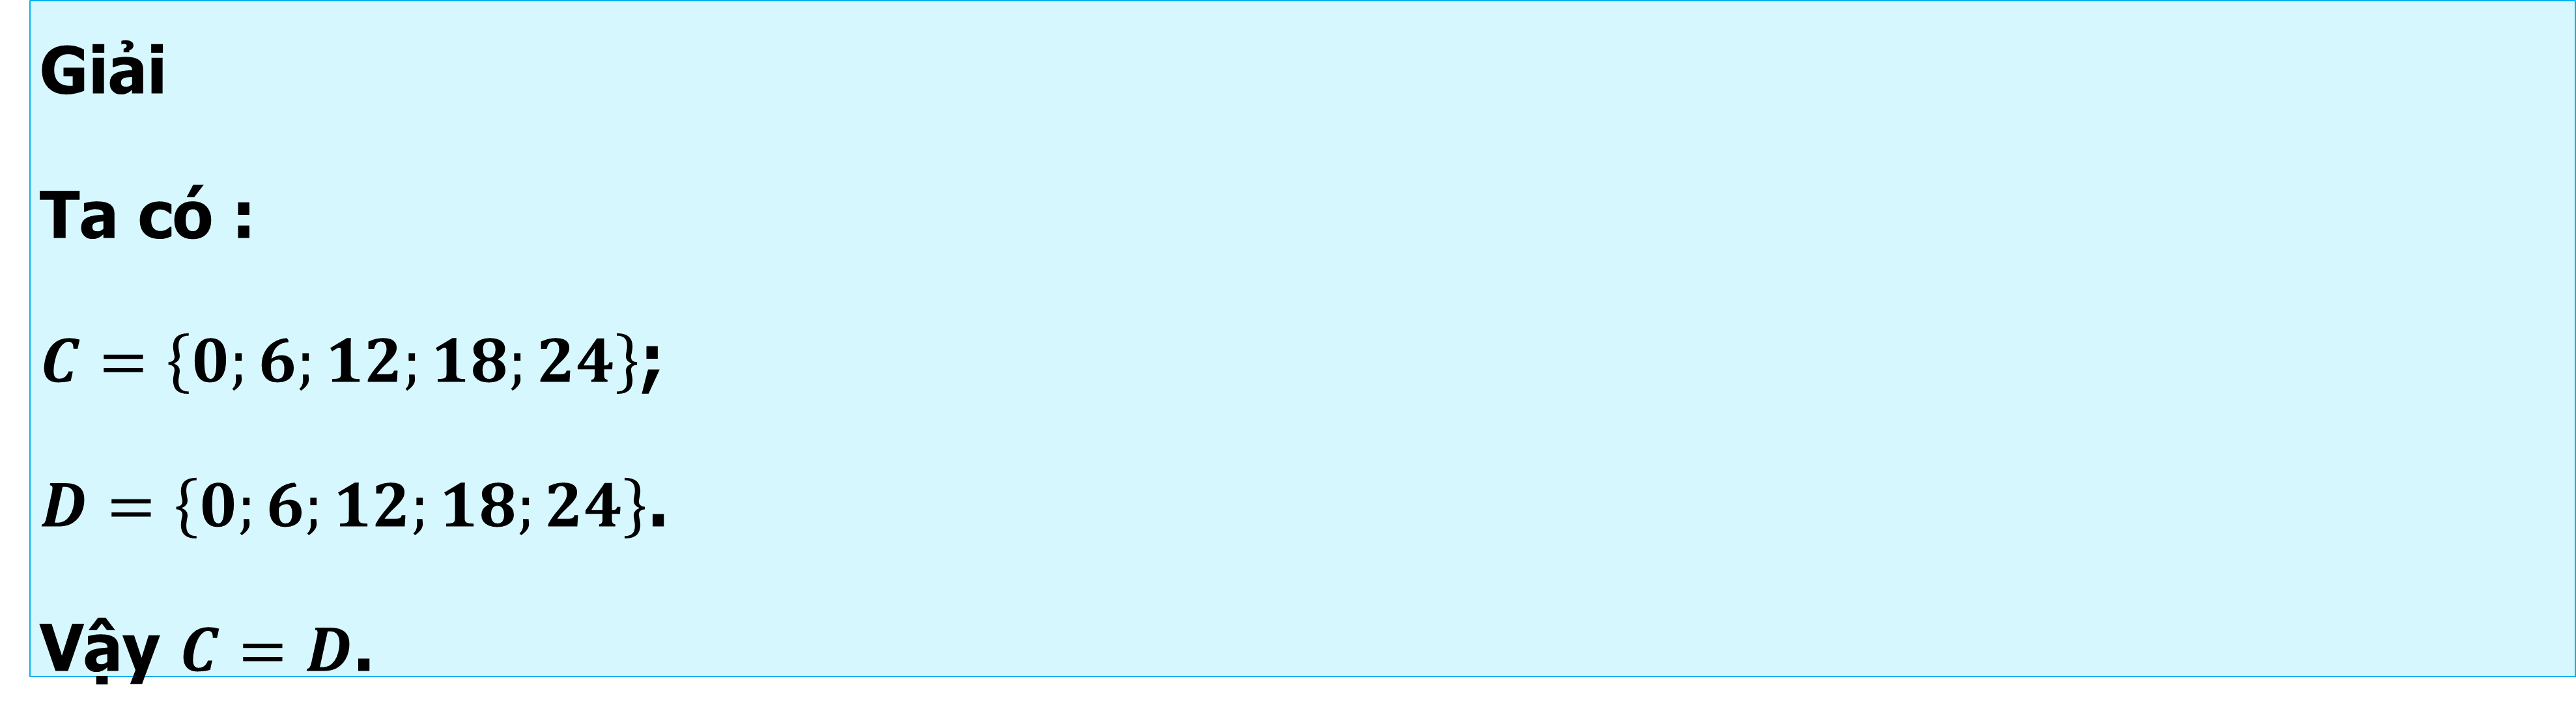 Giải
Ta có :
C = {0; 6; 12; 18; 24};
D = {0; 6; 12; 18; 24}.
Vậy C = D.